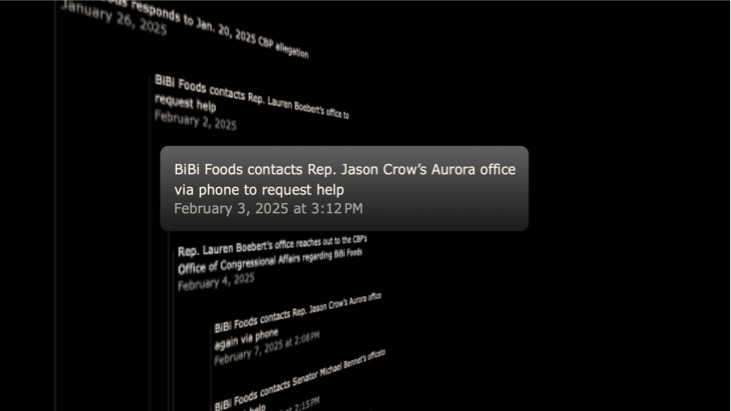 responds to Jan. 20, 2025 CBP allegation
January 26, 2025
BiBi Foods contacts Rep. Lauren Boebert's office to
request help
February 2, 2025
BiBi Foods contacts Rep. Jason Crow's Aurora office
via phone to request help
February 3, 2025 at 3:12 PM
Rep. Lauren Boebert's office reaches out to the CBP's
Office of Congressional Affairs regarding BiBi Foods
February 4, 2025
BiBi Foods contacts Rep. Jason Crow's Aurora office
again via phone
February 7, 2025 at 2:08 PM
BiBi Foods contacts Senator Michael Bennet's office to
help
at 2:15 PM